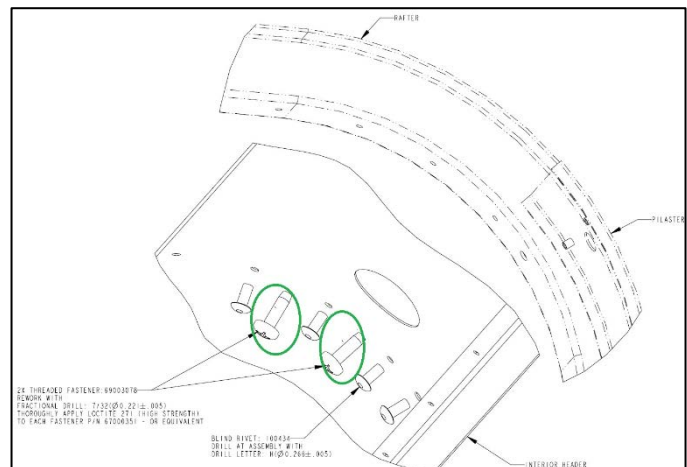 RAFTER
PILASTER
2X THREADED FASTENER: 69003078
REWORK WITH
FRACTIONAL DRILL: 7/32(Ø0.221±.005)
THOROUGHLY APPLY LOCTITE 271 (HIGH STRENGTH)
TO EACH FASTENER P/N 67006351 - OR EQUIVALENT
BLIND RIVET: 100434
DRILL AT ASSEMBLY WITH
DRILL LETTER: H(Ø0.266±.005)
INTERIOR HEADER